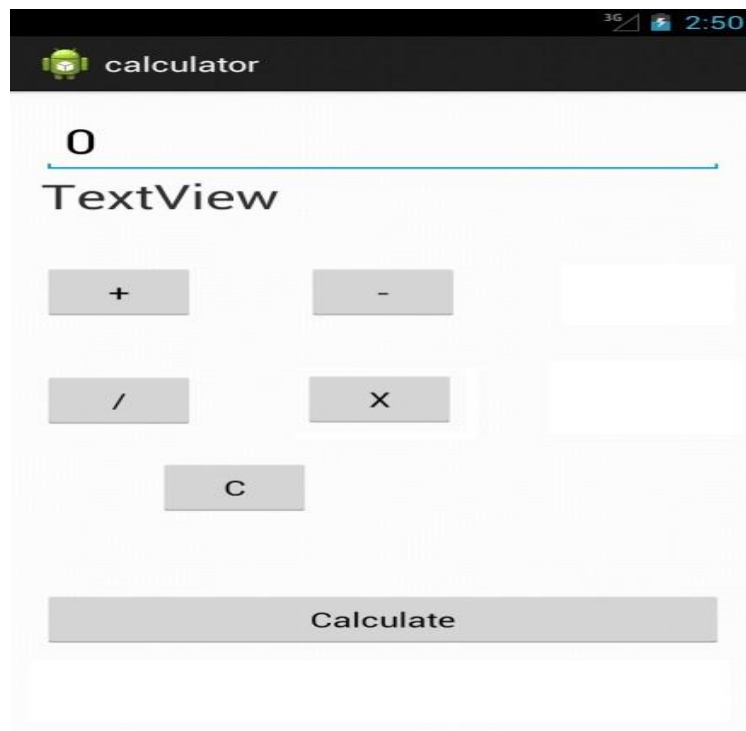 3G 2:50
calculator
0
TextView
+ -
/ X
C
Calculate